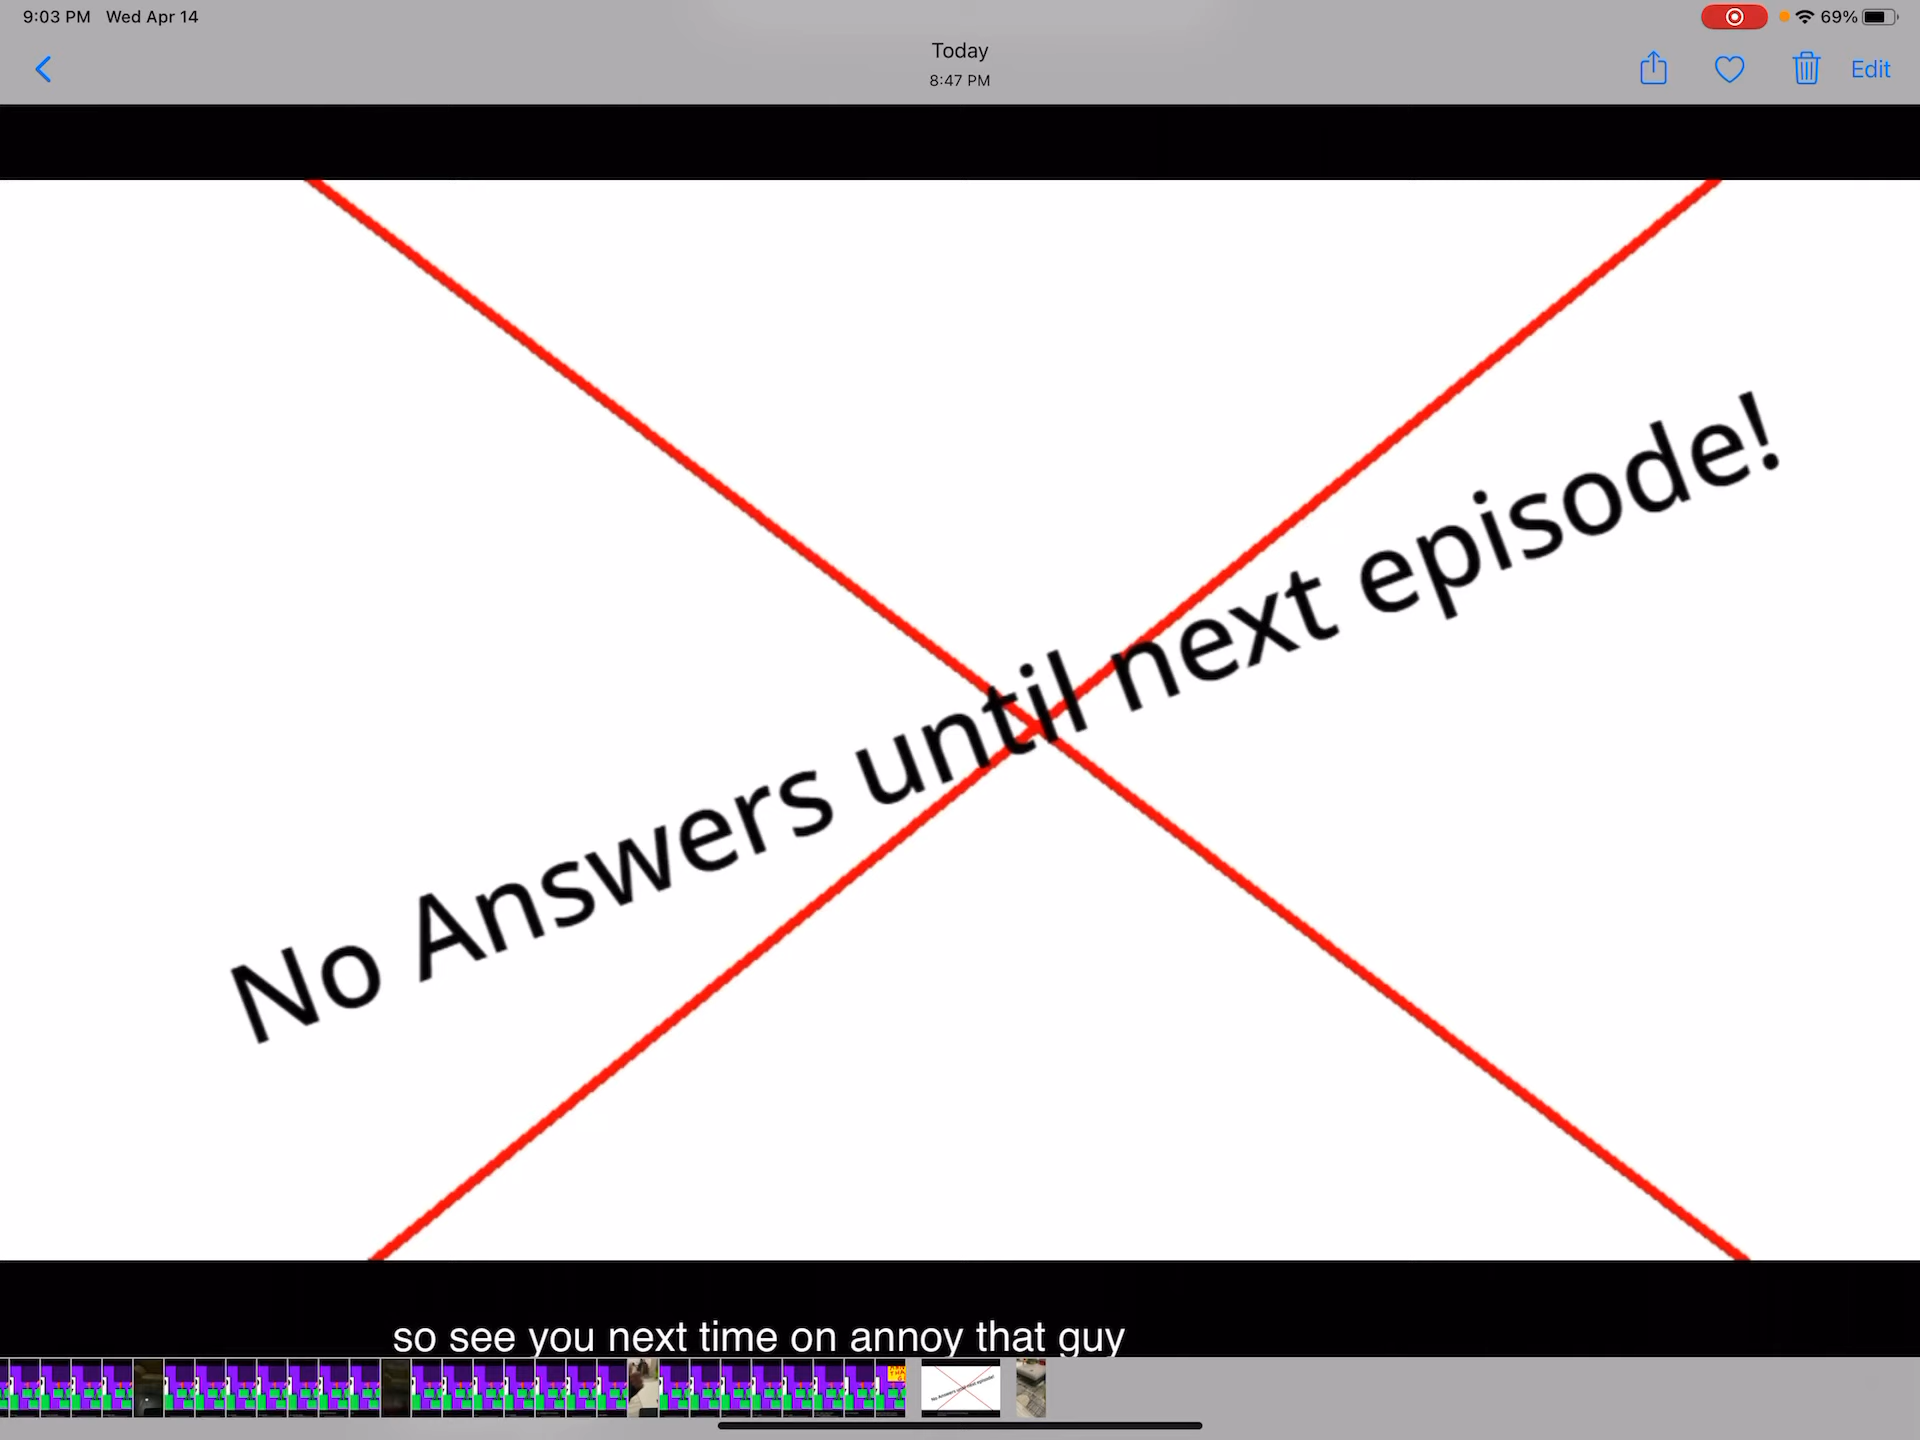 9:03 PM Wed Apr 14
69%
Today
8:47 PM
Edit
No Answers until next episode!
so see you next time on annoy that guy